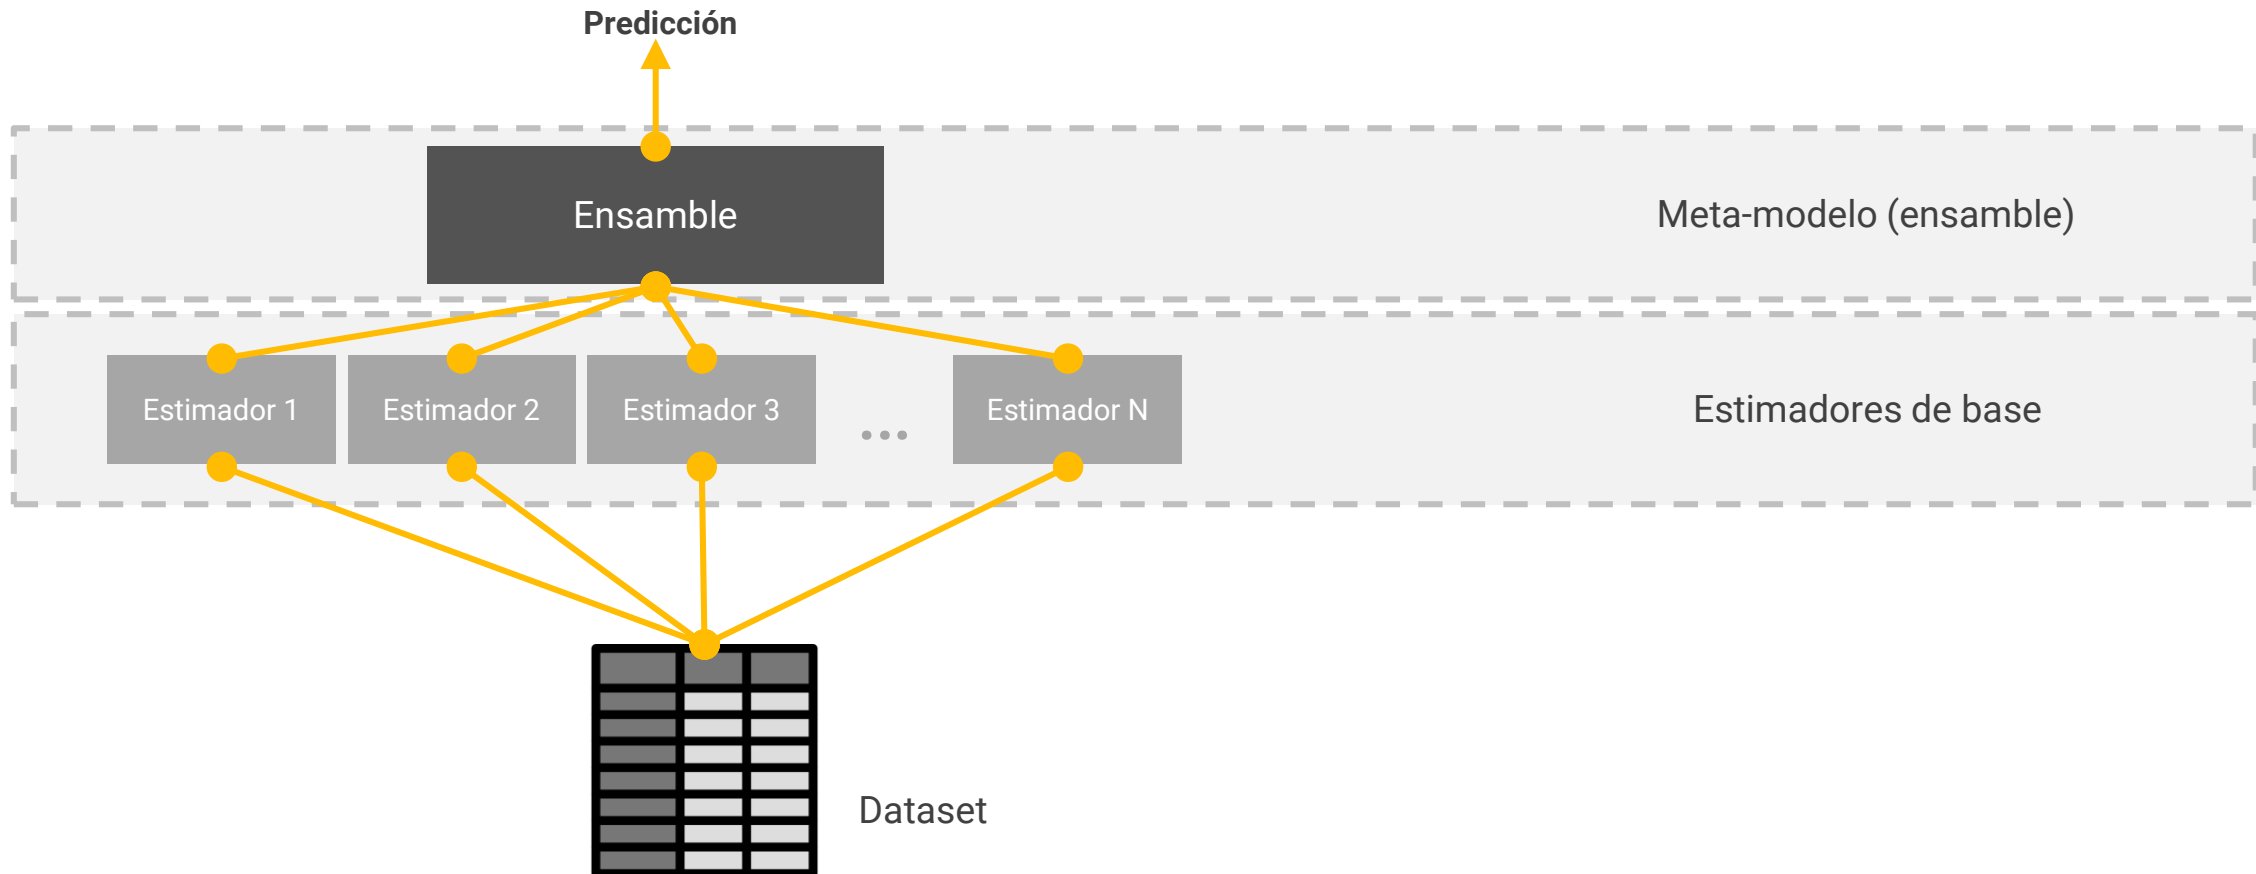 Predicción
Ensamble
Meta-modelo (ensamble)
Estimador 1
Estimador 2
Estimador 3
...
Estimador N
Estimadores de base
Dataset